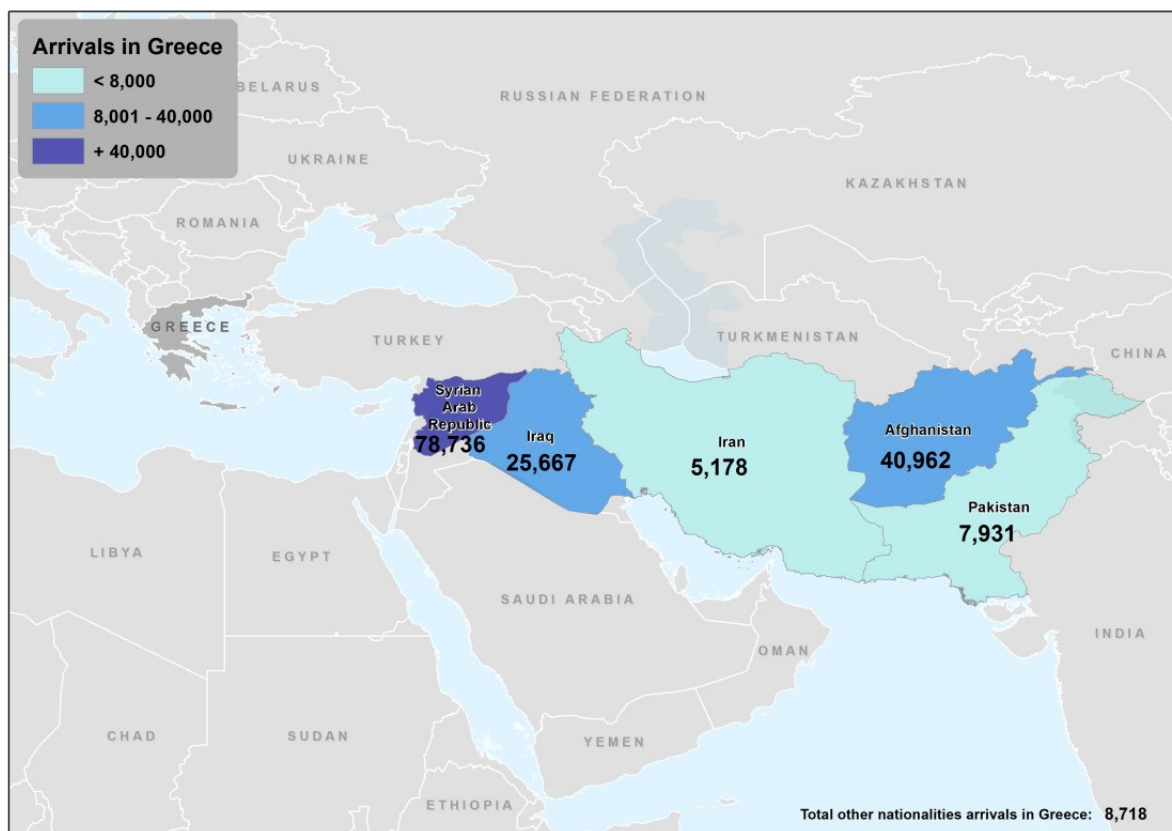 Arrivals in Greece
< 8,000
8,001 - 40,000
+ 40,000
BELARUS
RUSSIAN FEDERATION
UKRAINE
KAZAKHSTAN
ROMANIA
GREECE
TURKEY
TURKMENISTAN
CHINA
Syrian
Arab
Republic
78,736
Iraq
25,667
Iran
5,178
Afghanistan
40,962
Pakistan
7,931
LIBYA
EGYPT
SAUDI ARABIA
OMAN
INDIA
CHAD
SUDAN
YEMEN
ETHIOPIA
Total other nationalities arrivals in Greece: 8,718